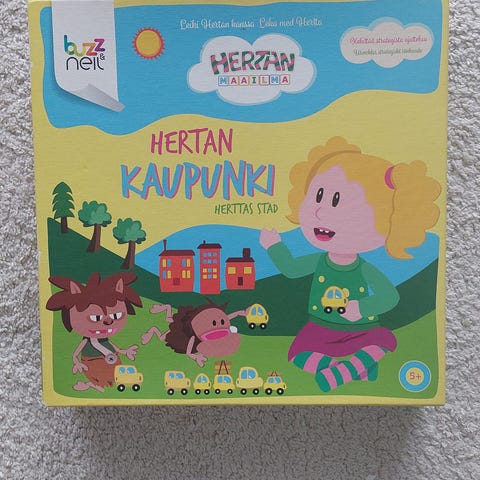 Leiki Hertan kanssa Leka med Herta
buzz
& neil
HERTAN
MAAILMA
Kehittää strategista ajattelua
Utvecklar strategiskt tänkande
HERTAN
KAUPUNKI
HERTTAS STAD
5+